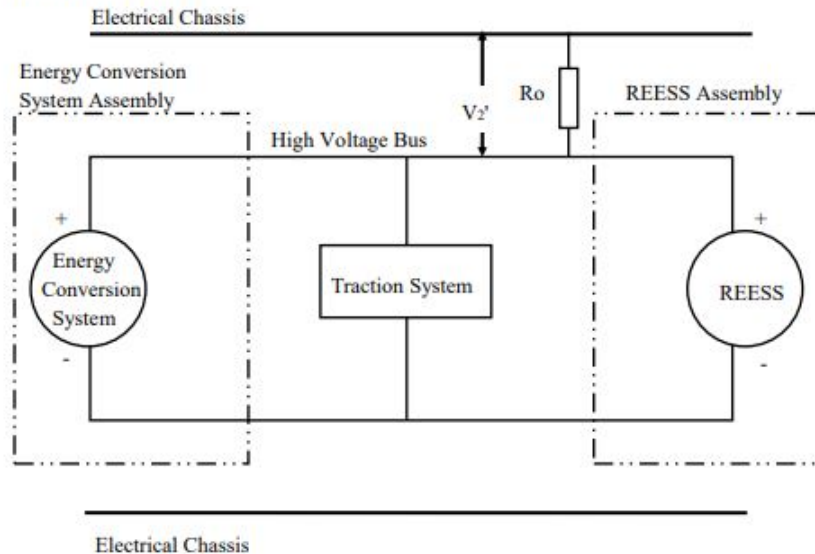 Electrical Chassis
Energy Conversion
System Assembly
Ro
REESS Assembly
V2'
High Voltage Bus
+
+
Energy
Conversion
System
Traction System
REESS
-
-
Electrical Chassis